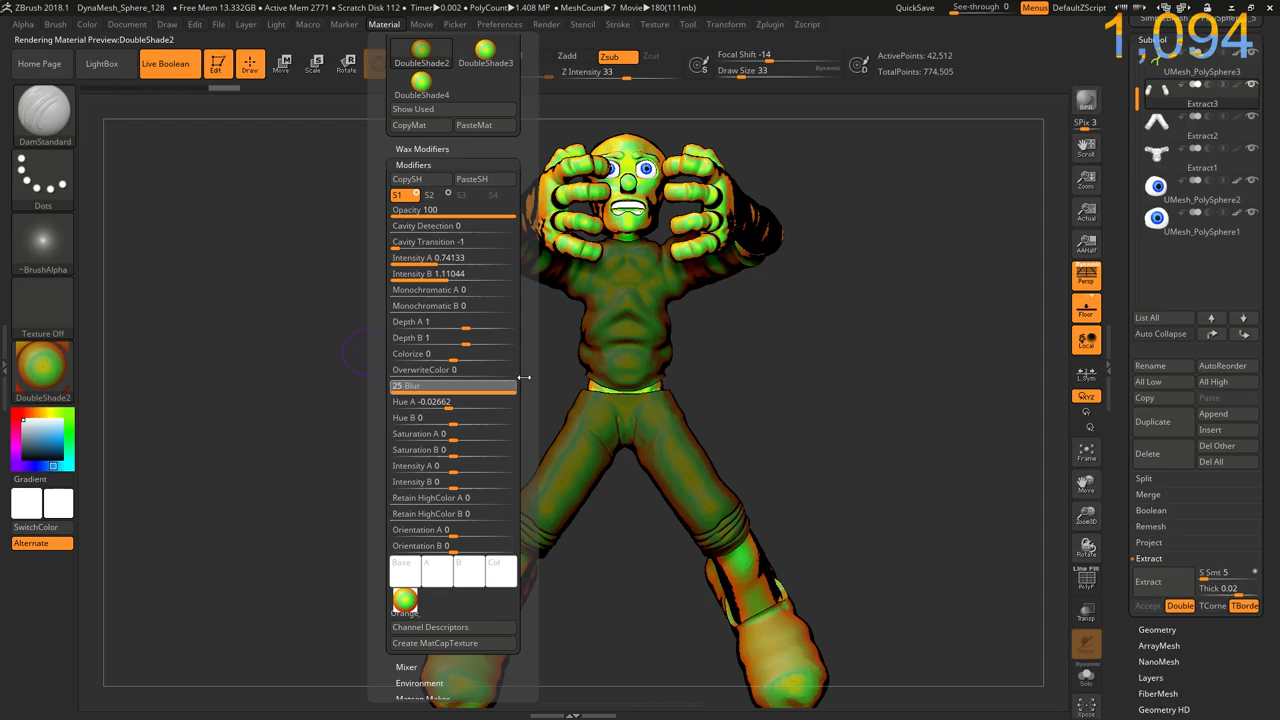 ZBrush 2018.1 DynaMesh_Sphere_128 • Free Mem 13.332GB • Active Mem 2771 • Scratch Disk 112 • Timer▶0.002 • PolyCount▶1.408 MP • MeshCount▶7 Movie▶180(111mb) QuickSave See-through 0 Menus DefaultZScript
Alpha Brush Color Document Draw Edit File Layer Light Macro Marker Material Movie Picker Preferences Render Stencil Stroke Texture Tool Transform Zplugin Zscript
1,094
Rendering Material Preview:DoubleShade2
Home Page LightBox Live Boolean Edit Draw Move Scale Rotate
Zadd Zsub Zcut
Z Intensity 33
Focal Shift -14
Draw Size 33 Dynamic
ActivePoints: 42,512
TotalPoints: 774,505
DamStandard
Dots
~BrushAlpha
Texture Off
DoubleShade2
Gradient
SwitchColor
Alternate
DoubleShade2 DoubleShade3
DoubleShade4
Show Used
CopyMat PasteMat
Wax Modifiers
Modifiers
CopySH PasteSH
S1 S2 S3 S4
Opacity 100
Cavity Detection 0
Cavity Transition -1
Intensity A 0.74133
Intensity B 1.11044
Monochromatic A 0
Monochromatic B 0
Depth A 1
Depth B 1
Colorize 0
OverwriteColor 0
25 Blur
Hue A -0.02662
Hue B 0
Saturation A 0
Saturation B 0
Intensity A 0
Intensity B 0
Retain HighColor A 0
Retain HighColor B 0
Orientation A 0
Orientation B 0
Base A B Col
Channel Descriptors
Create MatCapTexture
Mixer
Environment
BPR
SPix 3
Scroll
Zoom
Actual
AAHalf
Dynamic
Persp
Floor
Local
L.Sym
XYZ
Frame
Move
Zoom3D
Rotate
Line Fill
PolyF
Transp
Dynamic
Solo
Xpose
Subtool
UMesh_PolySphere3
Extract3
Extract2
Extract1
UMesh_PolySphere2
UMesh_PolySphere1
List All
Auto Collapse
Rename AutoReorder
All Low All High
Copy Paste
Duplicate Append
Insert
Delete Del Other
Del All
Split
Merge
Boolean
Remesh
Project
Extract
Extract S Smt 5
Thick 0.02
Accept Double TCorne TBorde
Geometry
ArrayMesh
NanoMesh
Layers
FiberMesh
Geometry HD